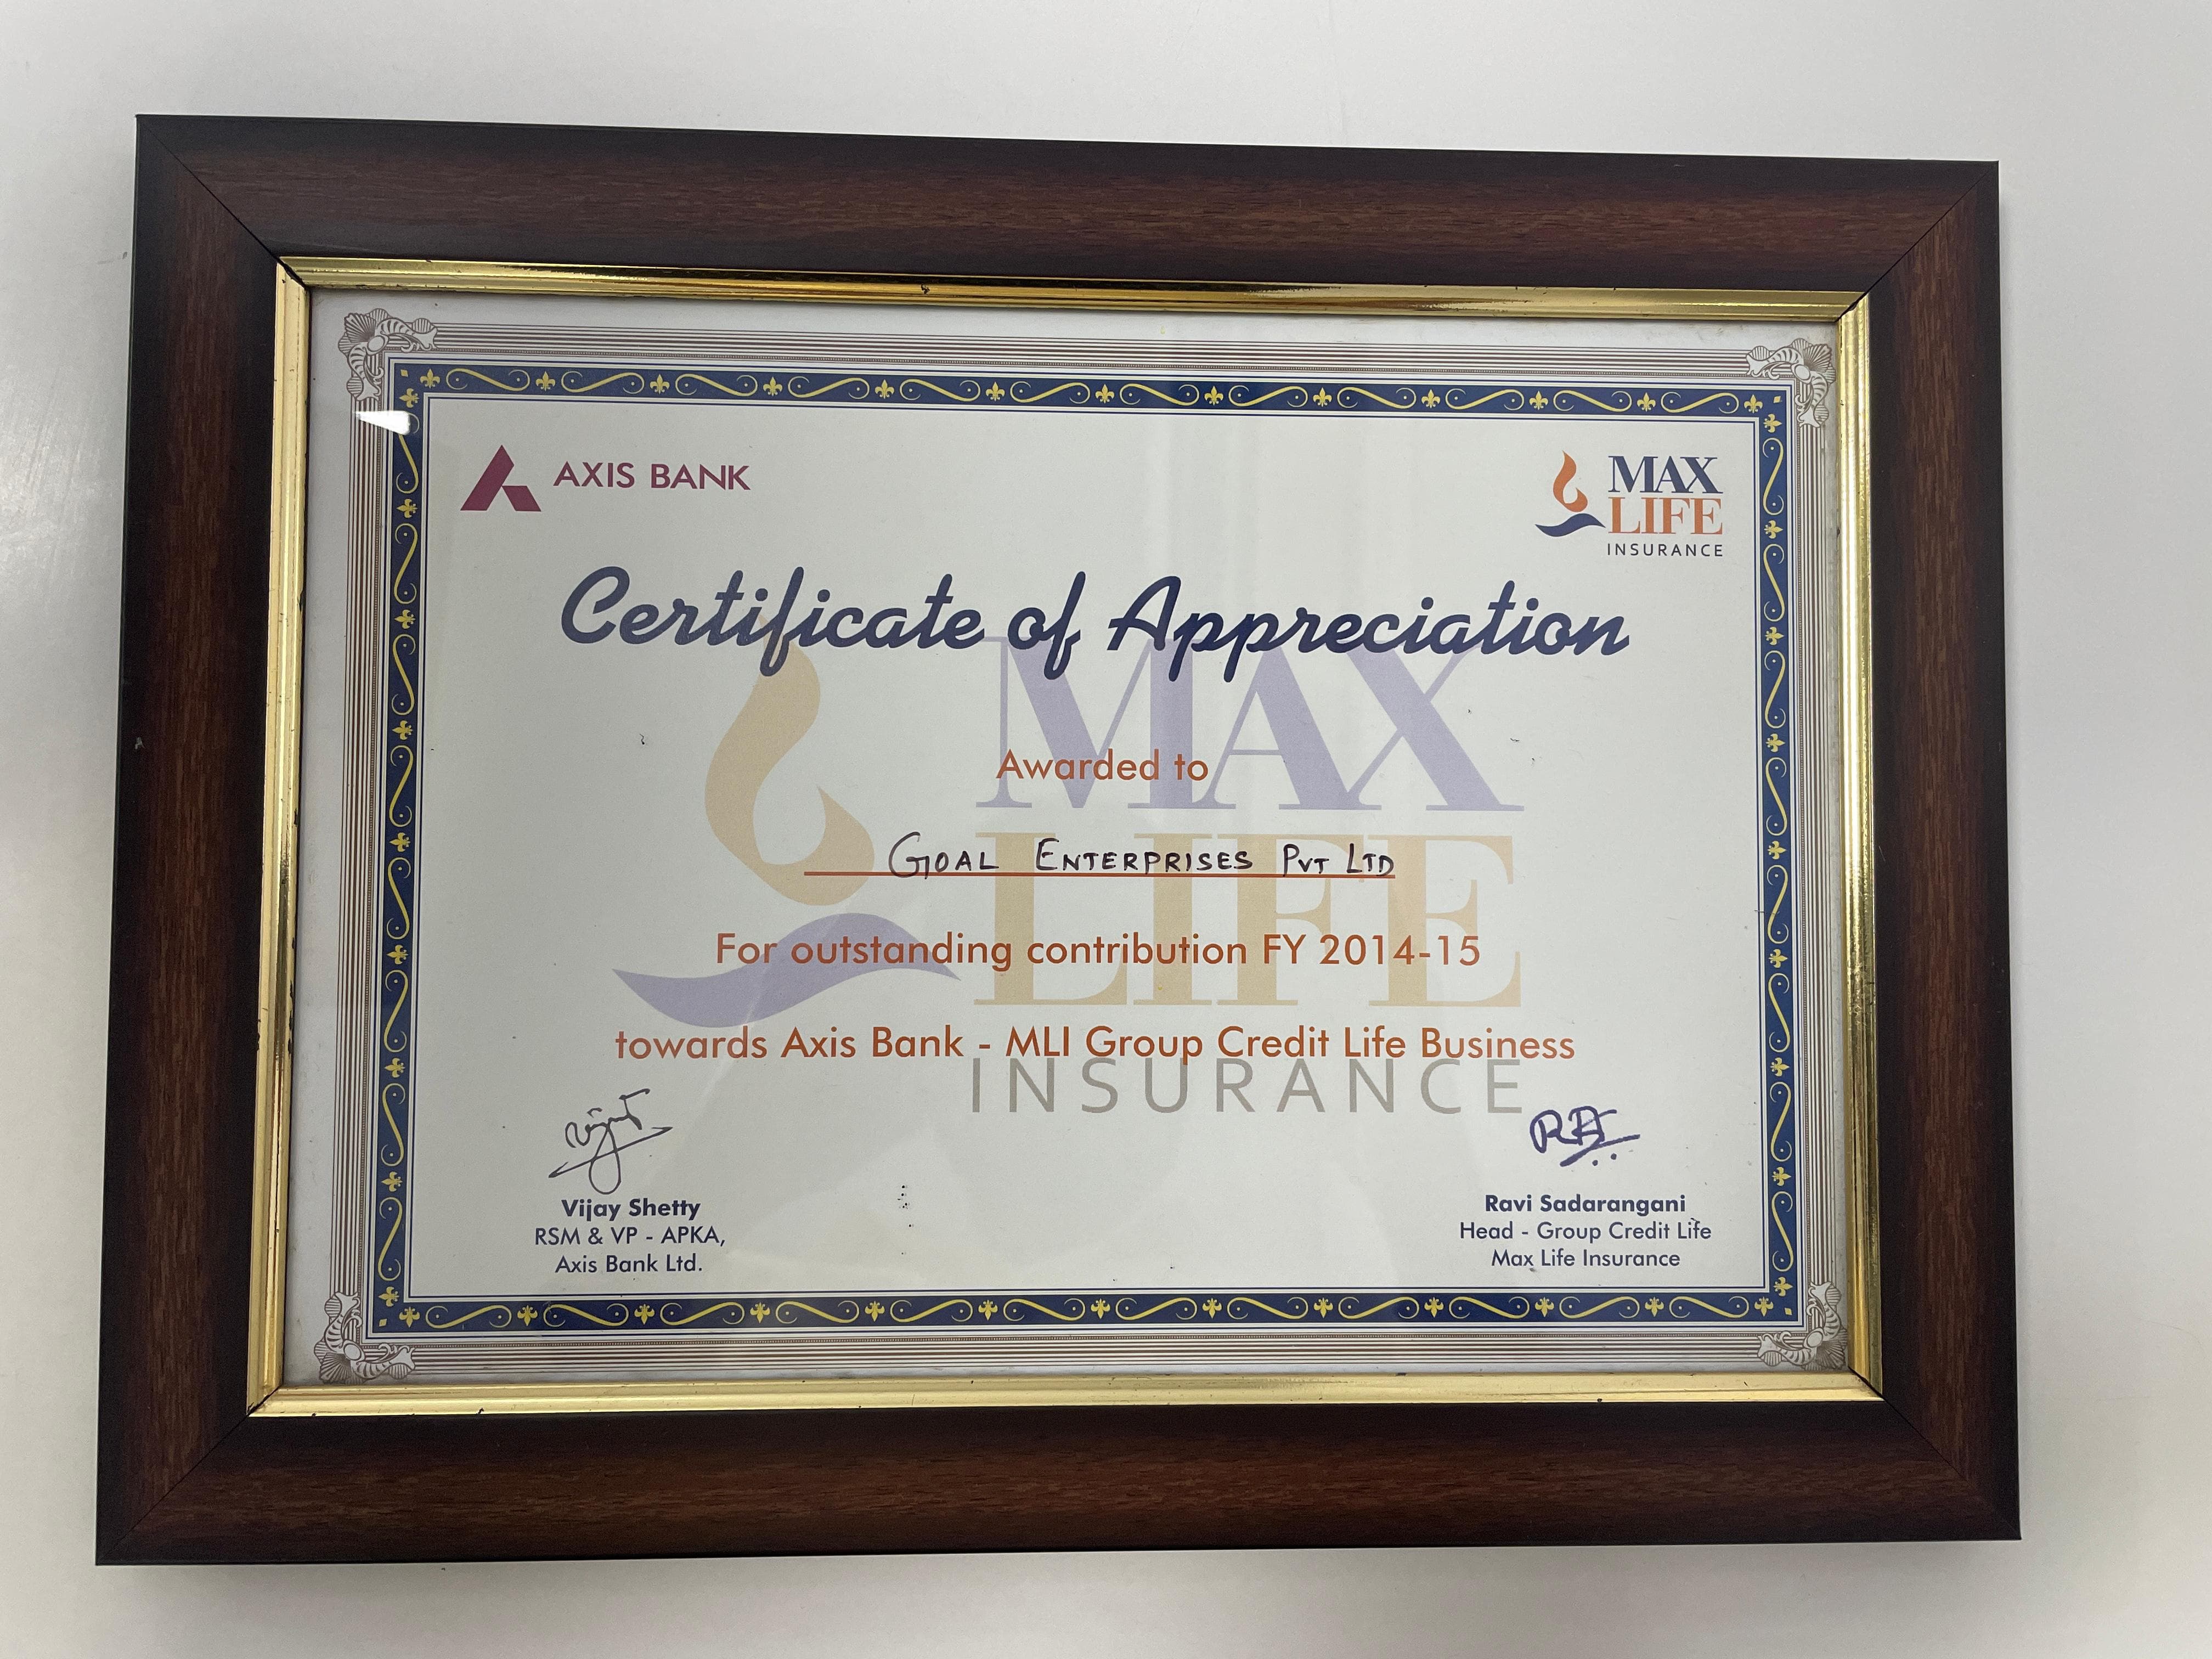 AXIS BANK
MAX
LIFE
INSURANCE
Certificate of Appreciation
MAX
LIFE
INSURANCE
Awarded to
GOAL ENTERPRISES PVT LTD
For outstanding contribution FY 2014-15
towards Axis Bank - MLI Group Credit Life Business
Vijay Shetty
RSM & VP - APKA,
Axis Bank Ltd.
Ravi Sadarangani
Head - Group Credit Life
Max Life Insurance